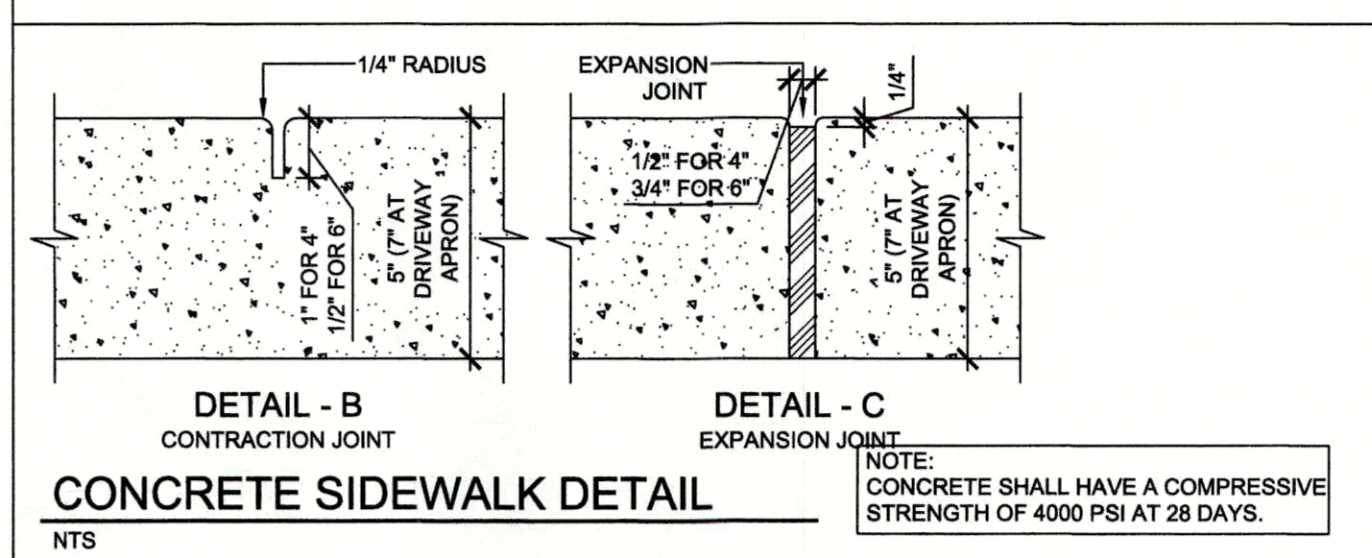 1/4" RADIUS
1" FOR 4"
1/2" FOR 6"
5" (7" AT
DRIVEWAY
APRON)
DETAIL - B
CONTRACTION JOINT
EXPANSION
JOINT
1/4"
1/2" FOR 4"
3/4" FOR 6"
5" (7" AT
DRIVEWAY
APRON)
DETAIL - C
EXPANSION JOINT
CONCRETE SIDEWALK DETAIL
NTS
NOTE:
CONCRETE SHALL HAVE A COMPRESSIVE
STRENGTH OF 4000 PSI AT 28 DAYS.